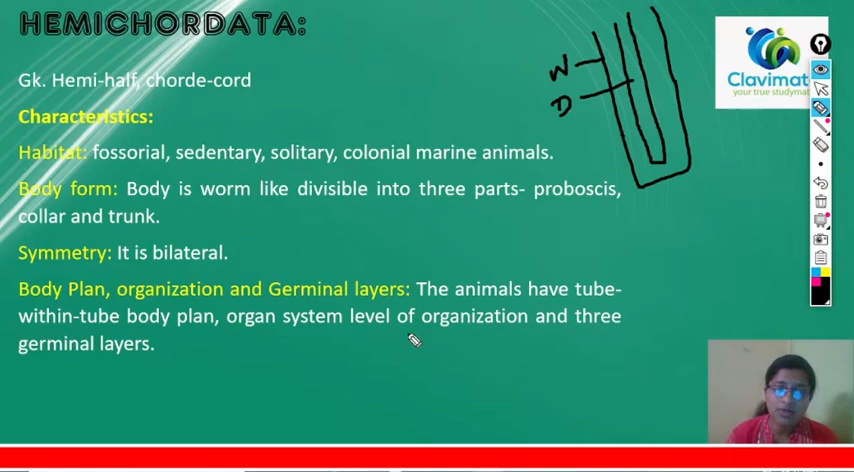 HEMICHORDATA:
Gk. Hemi-half, chorde-cord
Characteristics:
Habitat: fossorial, sedentary, solitary, colonial marine animals.
Body form: Body is worm like divisible into three parts- proboscis,
collar and trunk.
Symmetry: It is bilateral.
Body Plan, organization and Germinal layers: The animals have tube-
within-tube body plan, organ system level of organization and three
germinal layers.
W
D
Clavimat
your true studymat